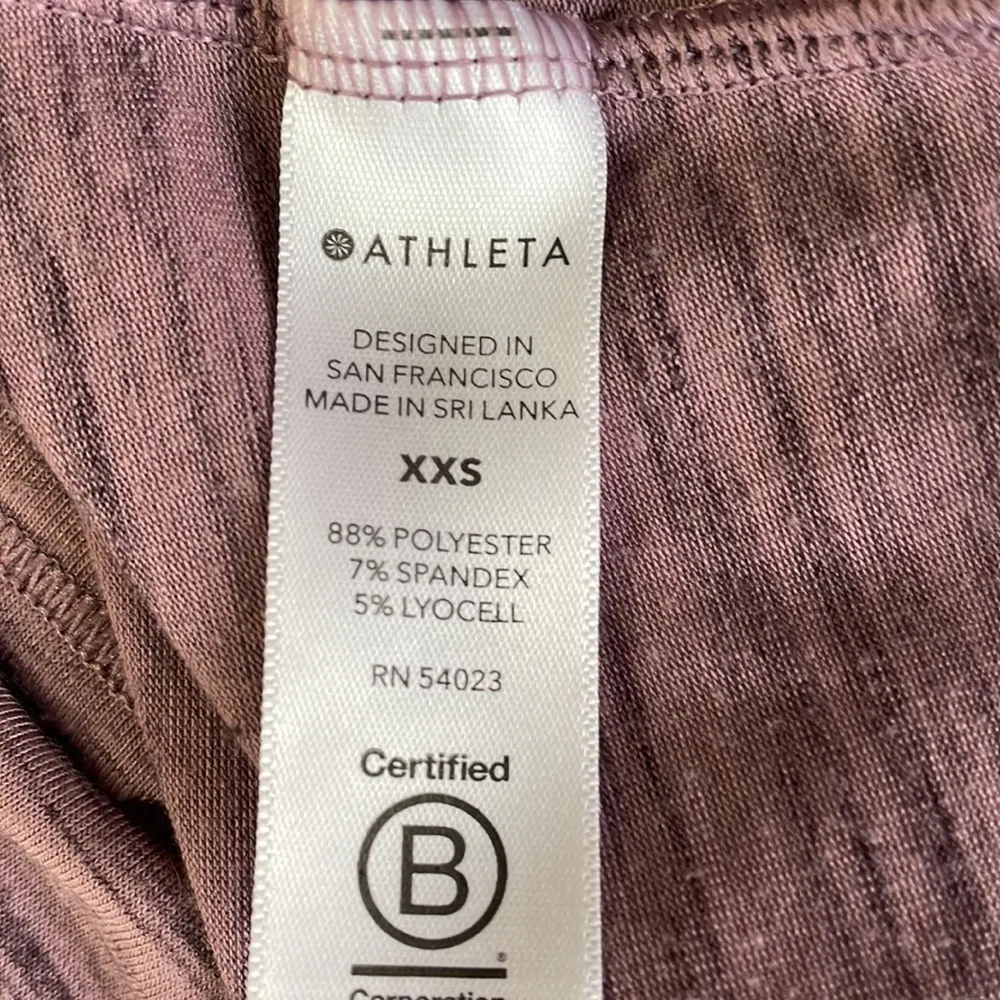 ATHLETA
DESIGNED IN
SAN FRANCISCO
MADE IN SRI LANKA
XXS
88% POLYESTER
7% SPANDEX
5% LYOCELL
RN 54023
Certified
B
®
Corporation